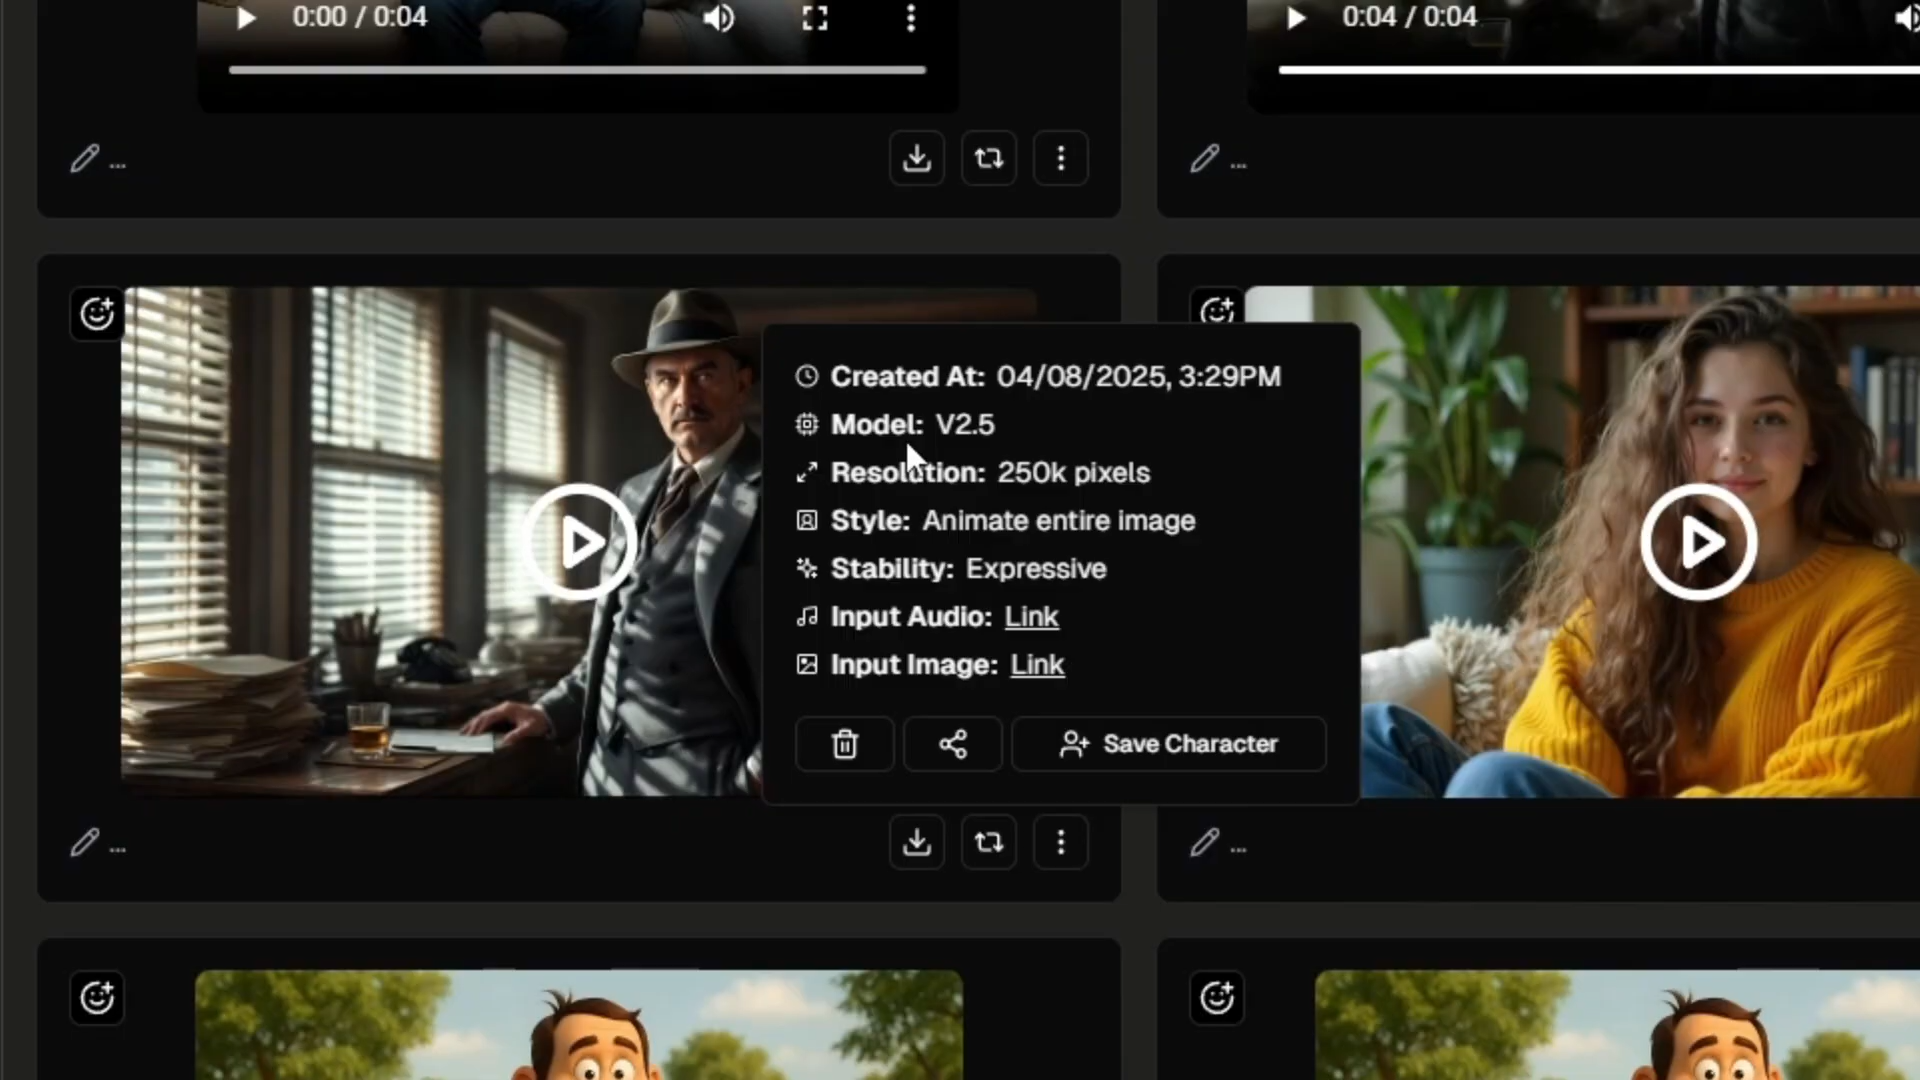 0:00 / 0:04
0:04 / 0:04
...
...
Created At: 04/08/2025, 3:29PM
Model: V2.5
Resolution: 250k pixels
Style: Animate entire image
Stability: Expressive
Input Audio: Link
Input Image: Link
Save Character
...
...